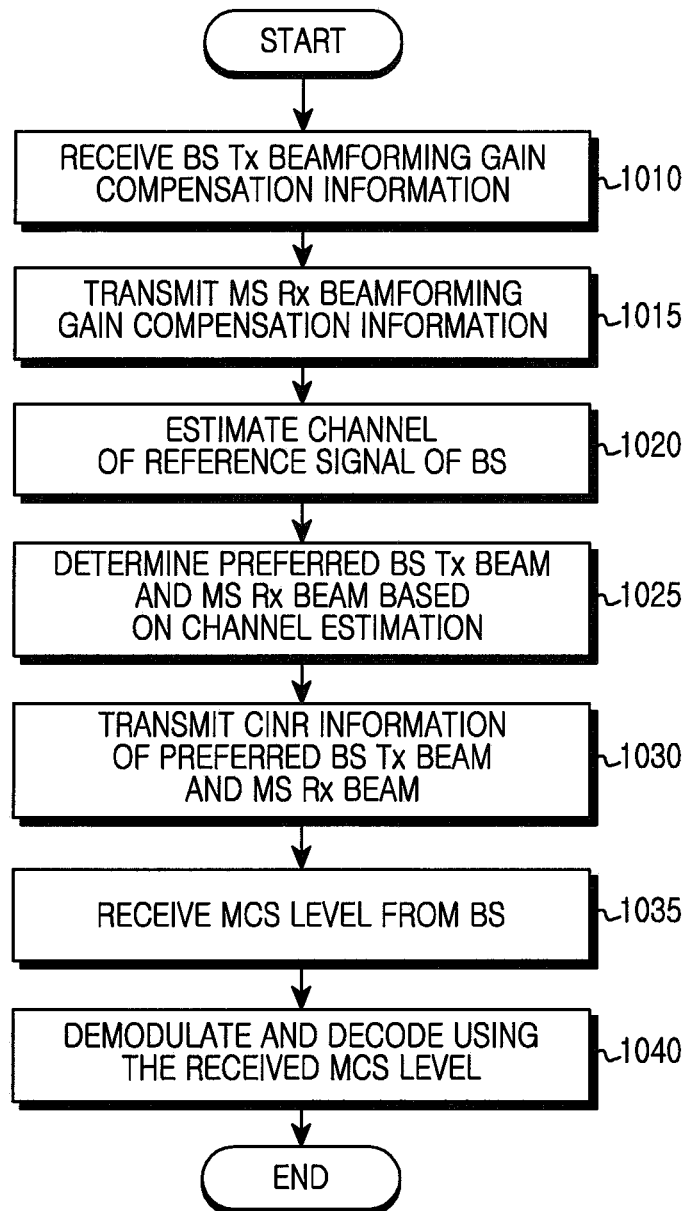 START
RECEIVE BS Tx BEAMFORMING GAIN
COMPENSATION INFORMATION
1010
TRANSMIT MS Rx BEAMFORMING
GAIN COMPENSATION INFORMATION
1015
ESTIMATE CHANNEL
OF REFERENCE SIGNAL OF BS
1020
DETERMINE PREFERRED BS Tx BEAM
AND MS Rx BEAM BASED
ON CHANNEL ESTIMATION
1025
TRANSMIT CINR INFORMATION
OF PREFERRED BS Tx BEAM
AND MS Rx BEAM
1030
RECEIVE MCS LEVEL FROM BS
1035
DEMODULATE AND DECODE USING
THE RECEIVED MCS LEVEL
1040
END